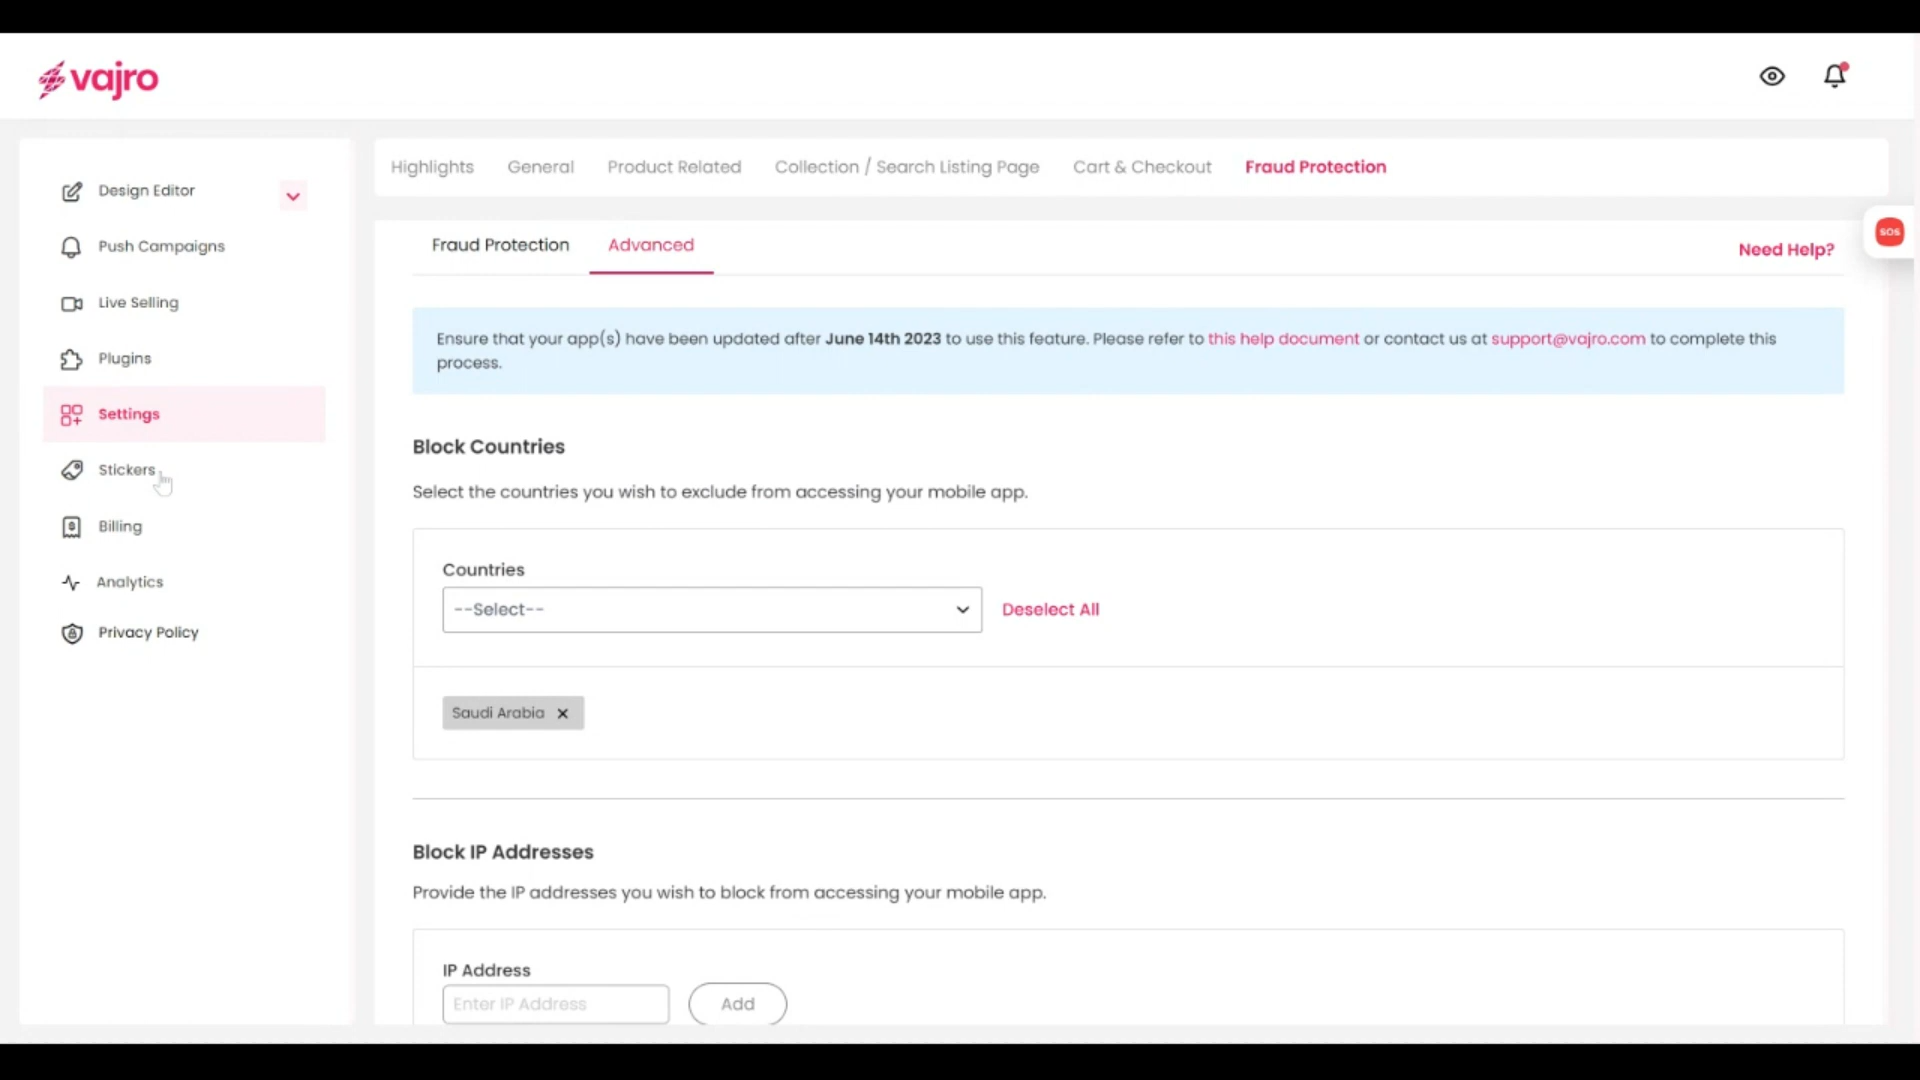 vajro
Design Editor
Push Campaigns
Live Selling
Plugins
Settings
Stickers
Billing
Analytics
Privacy Policy
Highlights General Product Related Collection / Search Listing Page Cart & Checkout Fraud Protection
Fraud Protection Advanced
Need Help?
SOS
Ensure that your app(s) have been updated after June 14th 2023 to use this feature. Please refer to this help document or contact us at support@vajro.com to complete this
process.
Block Countries
Select the countries you wish to exclude from accessing your mobile app.
Countries
--Select-- Deselect All
Saudi Arabia
Block IP Addresses
Provide the IP addresses you wish to block from accessing your mobile app.
IP Address
Enter IP Address Add